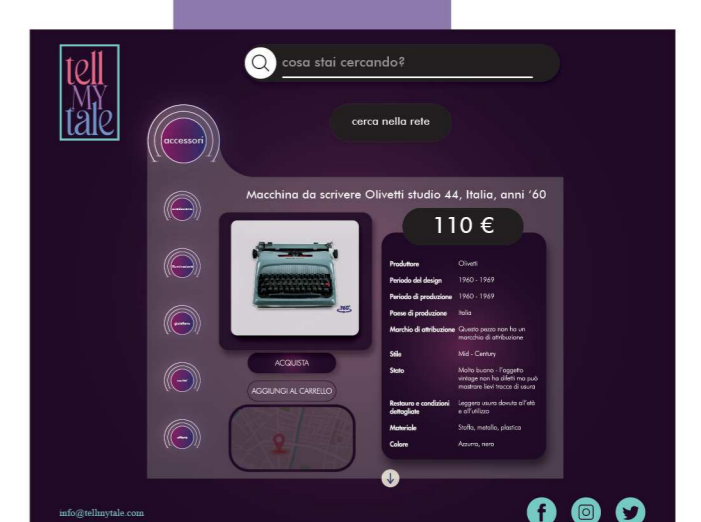 tell
MY
tale
cosa stai cercando?
cerca nella rete
accessori
Macchina da scrivere Olivetti studio 44, Italia, anni ‘60
110 €
360°
Produttore Olivetti
Periodo del design 1960 - 1969
Periodo di produzione 1960 - 1969
Paese di produzione Italia
Marchio di attribuzione Questo pezzo non ha un
marcchio di attribuzione
Stile Mid - Century
Stato Molto buono - l'oggetto
vintage non ha difetti ma può
mostrare lievi tracce di usura
Restauro e condizioni Leggera usura dovuta all'età
dettagliate e all'utilizzo
Materiale Stoffa, metallo, plastica
Colore Azzurro, nero
ACQUISTA
AGGIUNGI AL CARRELLO
info@tellmytale.com